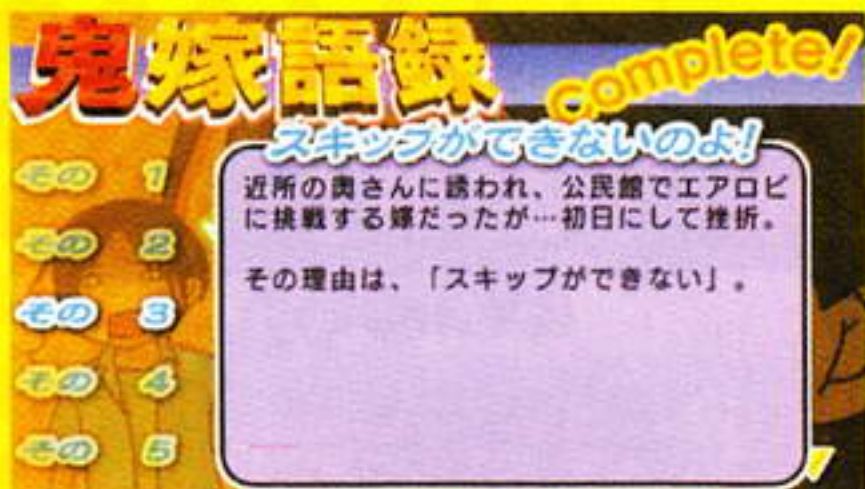 鬼嫁語録
Complete!
スキップができないのよ!
その 1
その 2
その 3
その 4
その 5
近所の奥さんに誘われ、公民館でエアロビ
に挑戦する嫁だったが…初日にして挫折。
その理由は、「スキップができない」。